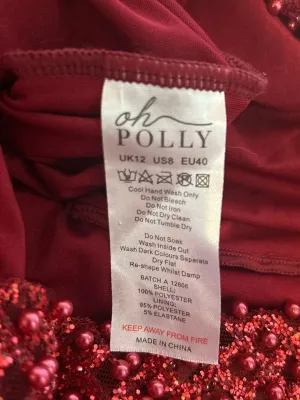 oh
POLLY
UK12 US8 EU40
Cool Hand Wash Only
Do Not Bleach
Do Not Iron
Do Not Dry Clean
Do Not Tumble Dry
Do Not Soak
Wash Inside Out
Wash Dark Colours Separate
Dry Flat
Re-shape Whilst Damp
BATCH A 12606
SHELL:
100% POLYESTER
LINING:
95% POLYESTER
5% ELASTANE
KEEP AWAY FROM FIRE
MADE IN CHINA